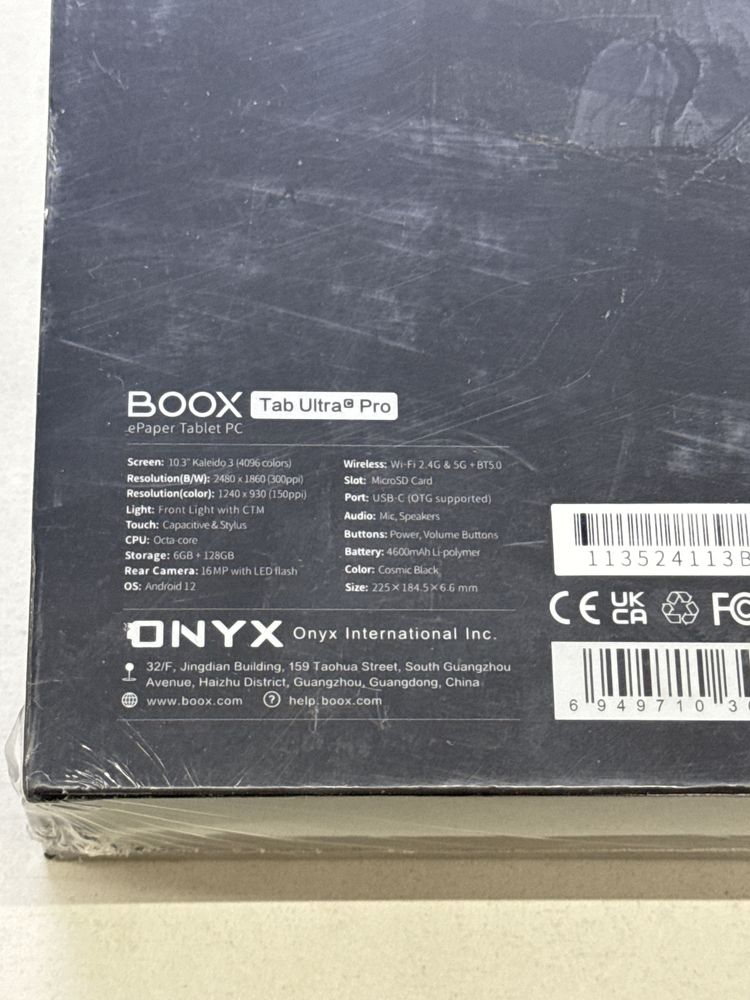 BOOX Tab Ultra C Pro
ePaper Tablet PC
Screen: 10.3" Kaleido 3 (4096 colors)
Resolution(B/W): 2480 x 1860 (300ppi)
Resolution(color): 1240 x 930 (150ppi)
Light: Front Light with CTM
Touch: Capacitive & Stylus
CPU: Octa-core
Storage: 6GB + 128GB
Rear Camera: 16MP with LED flash
OS: Android 12
Wireless: Wi-Fi 2.4G & 5G + BT5.0
Slot: MicroSD Card
Port: USB-C (OTG supported)
Audio: Mic, Speakers
Buttons: Power, Volume Buttons
Battery: 4600mAh Li-polymer
Color: Cosmic Black
Size: 225×184.5×6.6 mm
ONYX Onyx International Inc.
32/F, Jingdian Building, 159 Taohua Street, South Guangzhou
Avenue, Haizhu District, Guangzhou, Guangdong, China
www.boox.com help.boox.com
113524113B
CE UK CA FC
6 949710 30